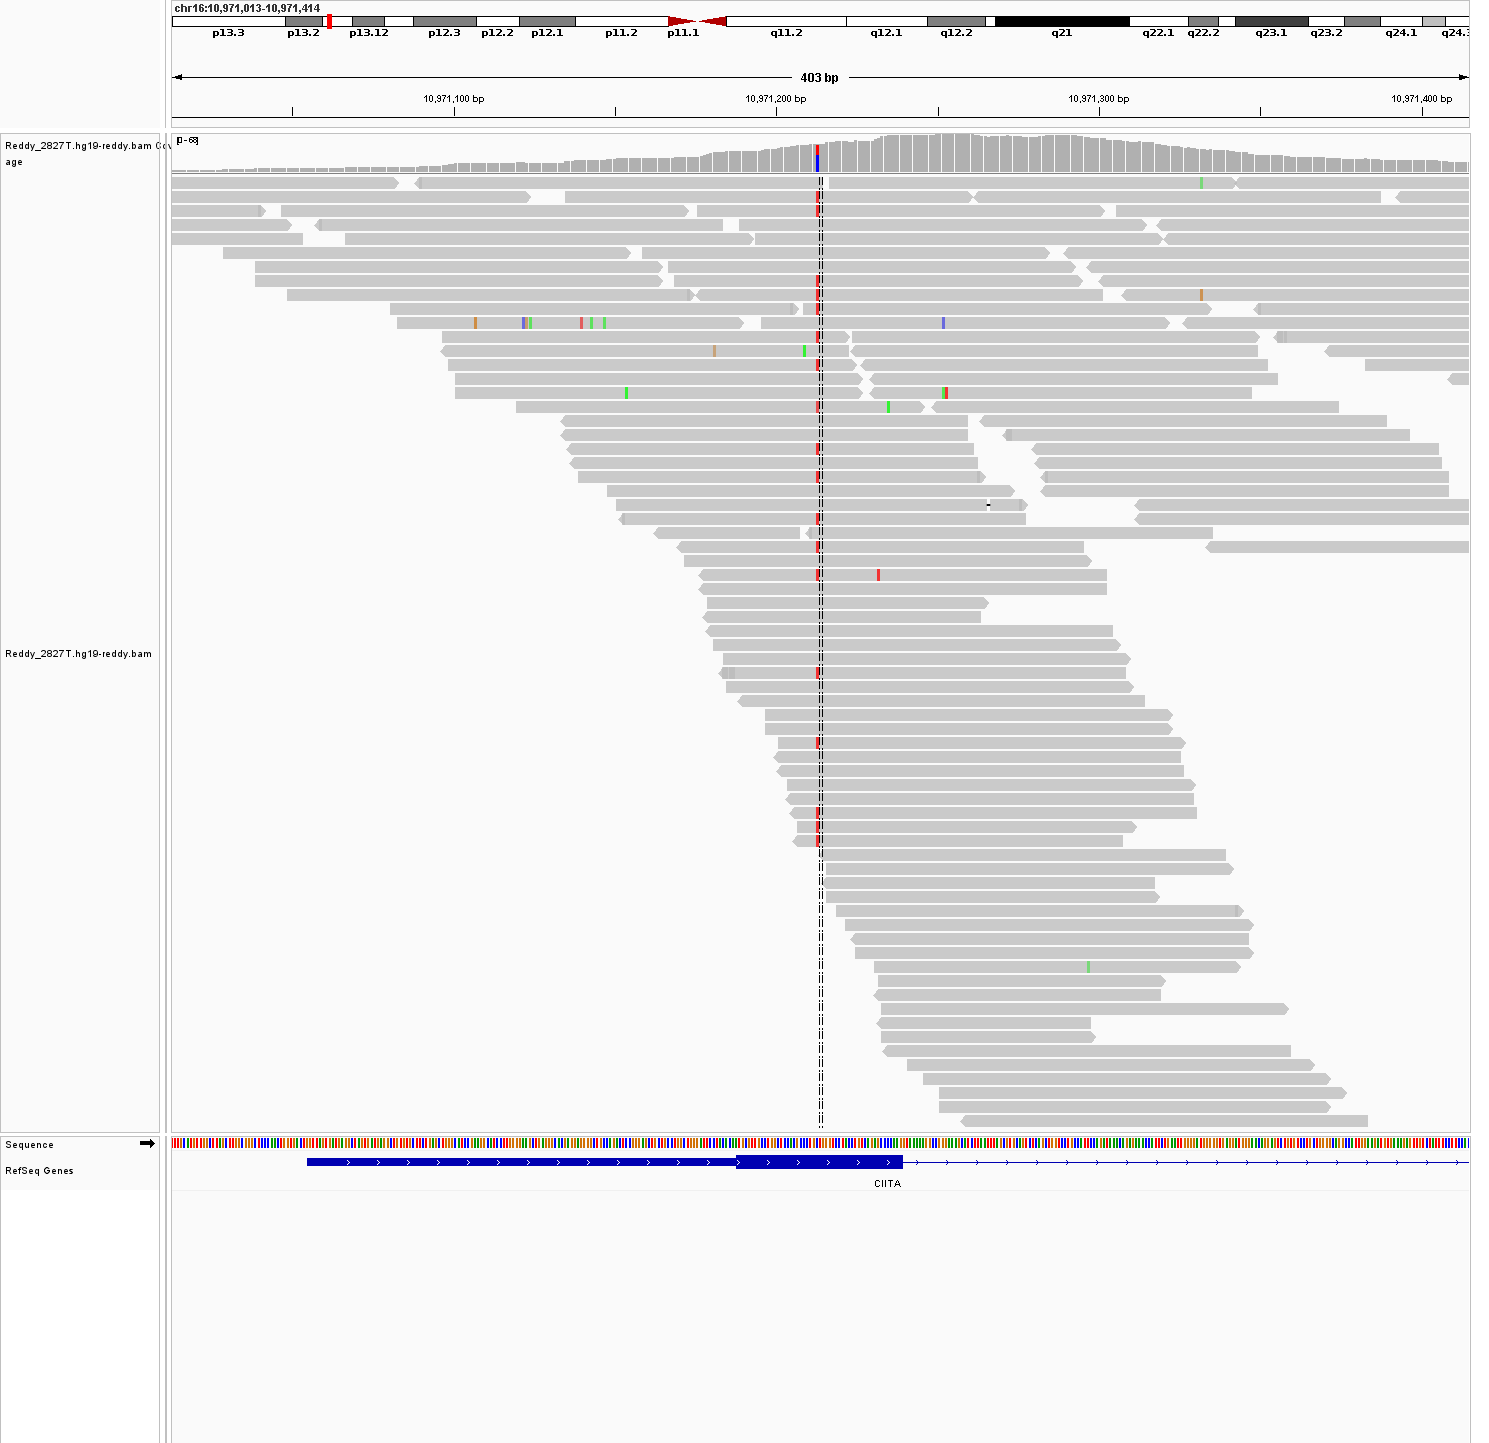 chr16:10,971,013-10,971,414
p13.3 p13.2 p13.12 p12.3 p12.2 p12.1 p11.2 p11.1 q11.2 q12.1 q12.2 q21 q22.1 q22.2 q23.1 q23.2 q24.1 q24.3
403 bp
10,971,100 bp 10,971,200 bp 10,971,300 bp 10,971,400 bp
[0 - 68]
Reddy_2827T.hg19-reddy.bam Cov
age
Reddy_2827T.hg19-reddy.bam
Sequence
RefSeq Genes
CIITA